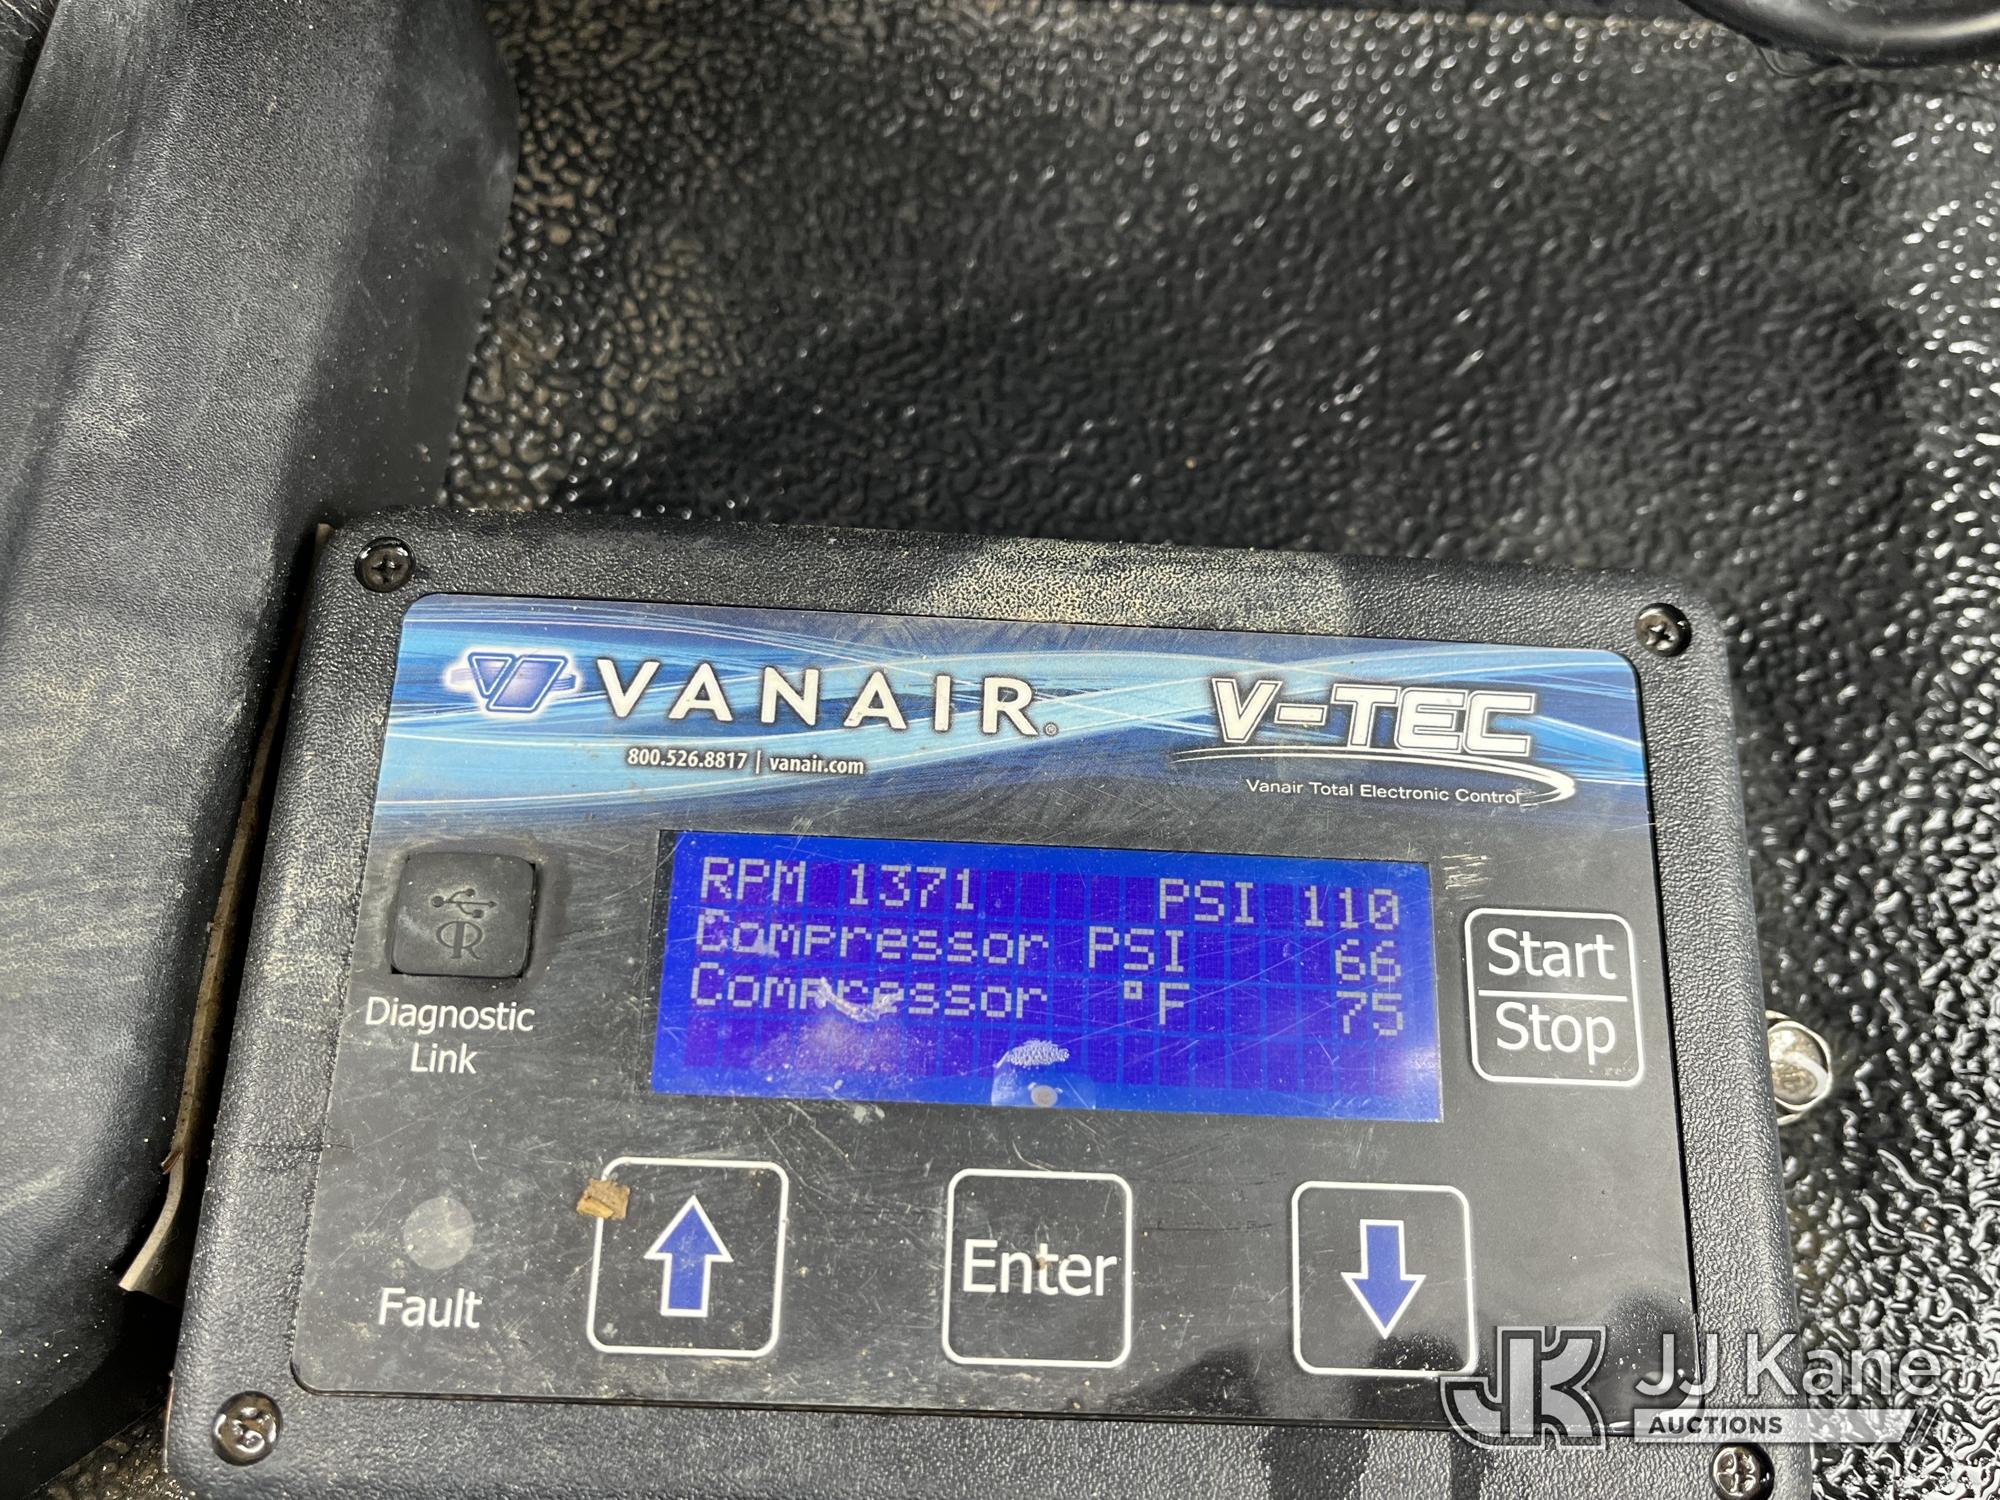 VANAIR®
800.526.8817 | vanair.com
V-TEC
Vanair Total Electronic Control
RPM 1371 PSI 110
Compressor PSI 66
Compressor °F 75
Start
Stop
Diagnostic
Link
Fault
Enter
JK JJ Kane
AUCTIONS